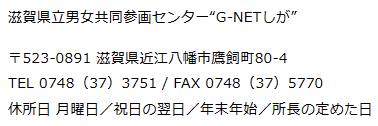 滋賀県立男女共同参画センター“G-NETしが”
〒523-0891 滋賀県近江八幡市鷹飼町80-4
TEL 0748（37）3751 / FAX 0748（37）5770
休所日 月曜日／祝日の翌日／年末年始／所長の定めた日